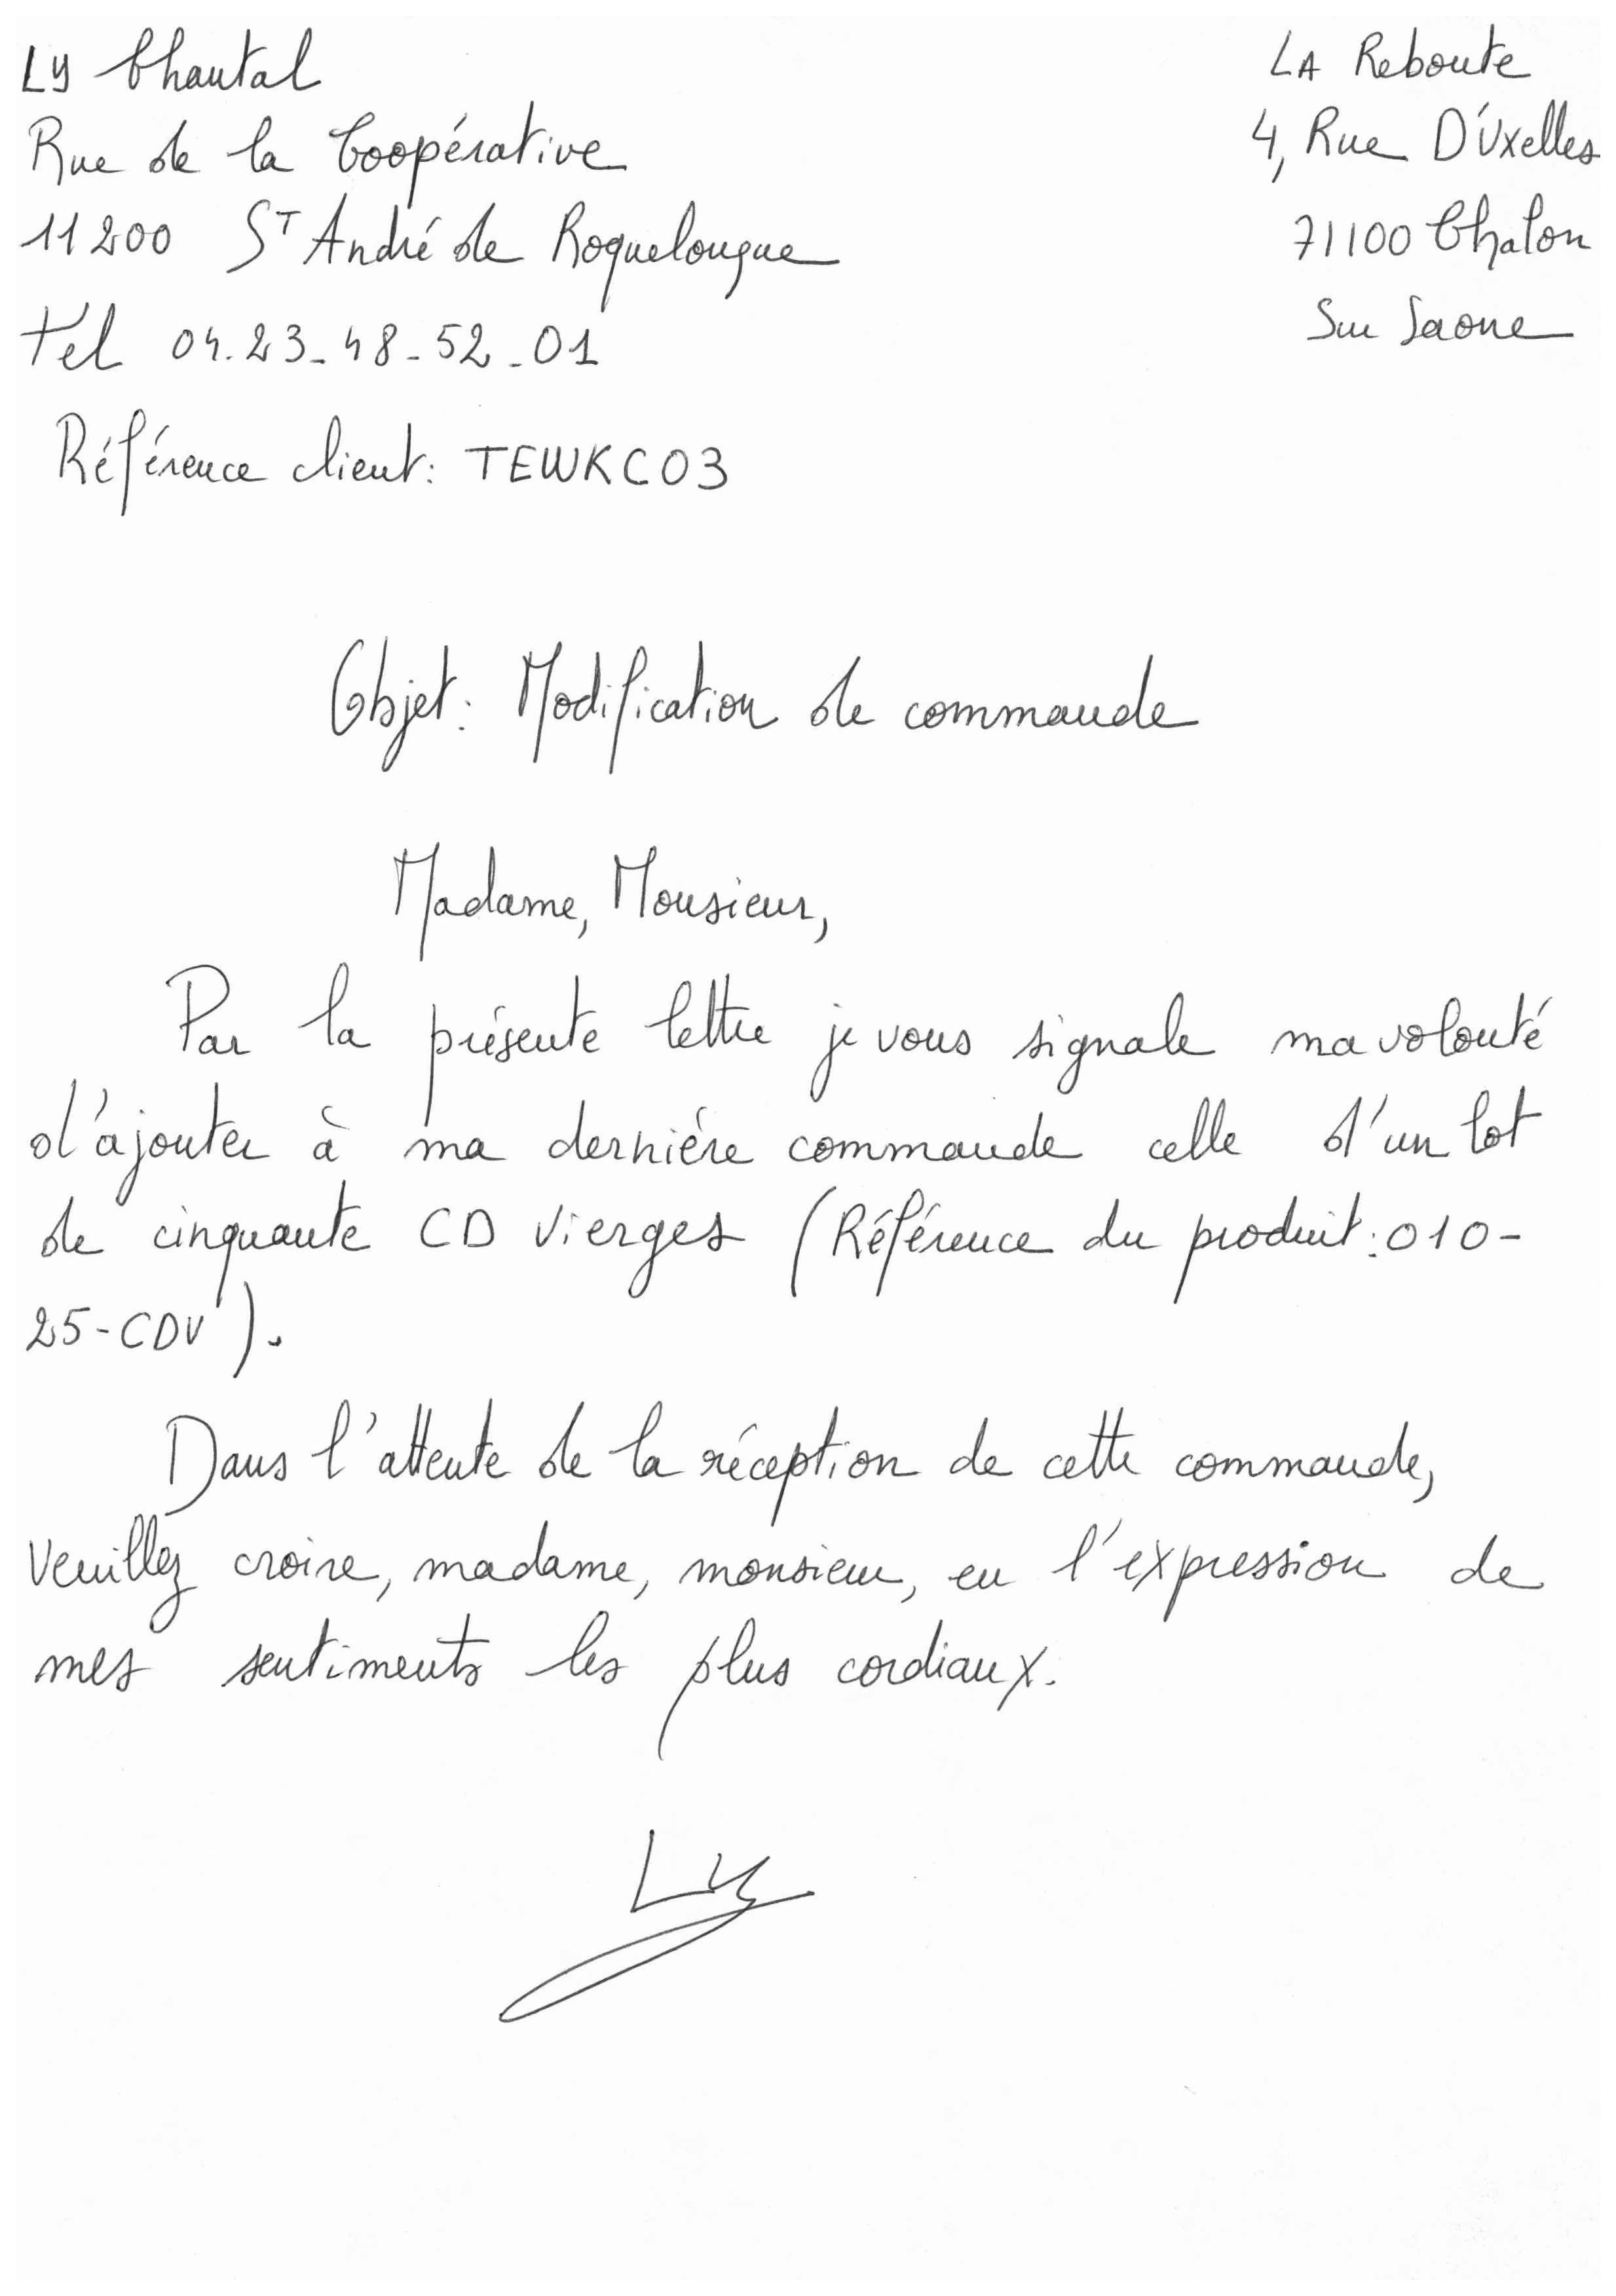 Ly Chantal
Rue de la Coopérative
11200 St André de Roquelongue
Tel 04.23-48-52-01
Référence client: TEWKC03
LA Reboute
4, Rue D'Uxelles
71100 Chalon
Sur Saone
Objet: Modification de commande
Madame, Monsieur,
Par la présente lettre je vous signale ma volonté
d'ajouter à ma derniére commande celle d'un lot
de cinquante CD vierges (Référence du produit: 010-
25-CDV).
Dans l'attente de la réception de cette commande,
Veuillez croire, madame, monsieur, en l'expression de
mes sentiments les plus cordiaux.
Ly